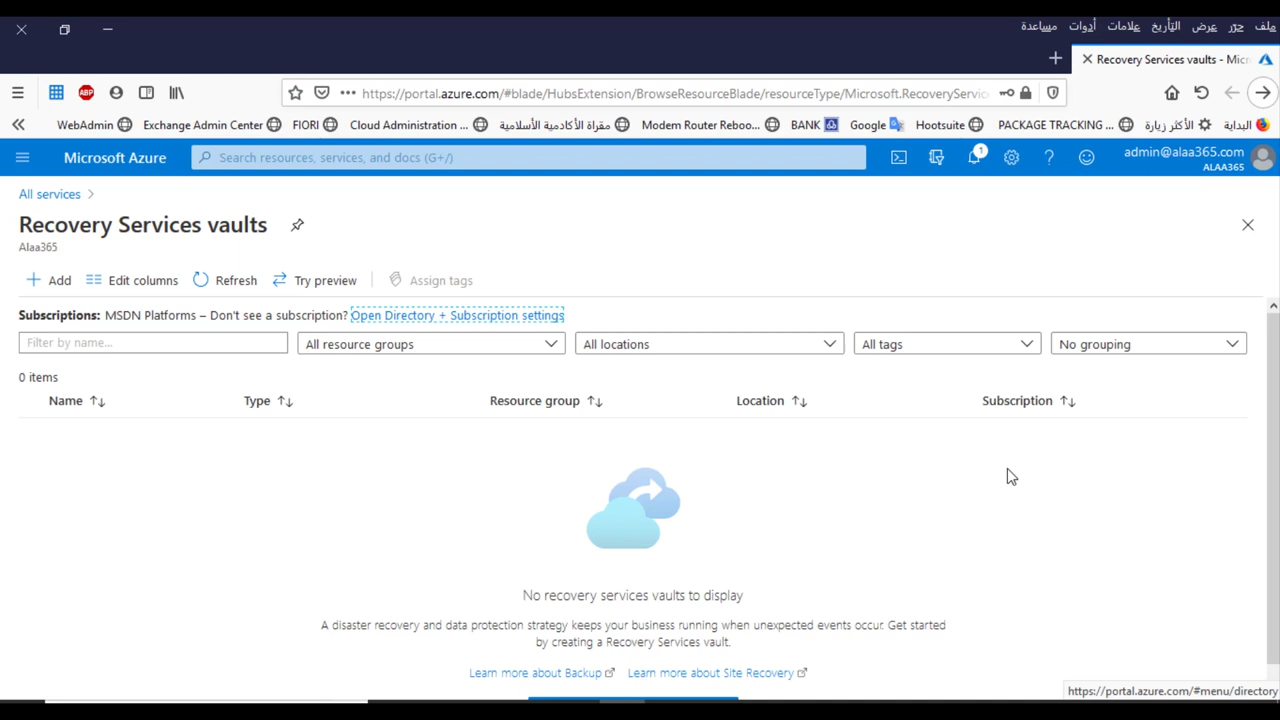 ملف حرّر عرض التأريخ علامات أدوات مساعدة
Recovery Services vaults - Micr
https://portal.azure.com/#blade/HubsExtension/BrowseResourceBlade/resourceType/Microsoft.RecoveryServic
البداية الأكثر زيارة PACKAGE TRACKING ... Hootsuite Google BANK Modem Router Reboo... مقرأة الأكادمية الأسلامية Cloud Administration ... FIORI Exchange Admin Center WebAdmin
Microsoft Azure
Search resources, services, and docs (G+/)
1
admin@alaa365.com
ALAA365
All services
Recovery Services vaults
Alaa365
Add Edit columns Refresh Try preview Assign tags
Subscriptions: MSDN Platforms – Don't see a subscription? Open Directory + Subscription settings
Filter by name... All resource groups All locations All tags No grouping
0 items
Name Type Resource group Location Subscription
No recovery services vaults to display
A disaster recovery and data protection strategy keeps your business running when unexpected events occur. Get started
by creating a Recovery Services vault.
Learn more about Backup Learn more about Site Recovery
https://portal.azure.com/#menu/directory
ABP